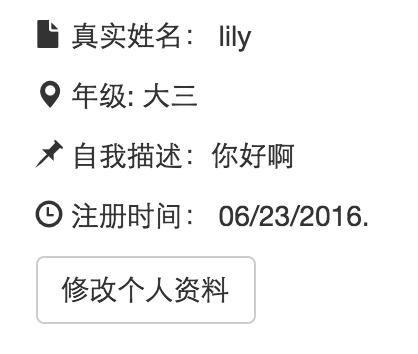 真实姓名： lily
年级: 大三
自我描述：你好啊
注册时间： 06/23/2016.
修改个人资料